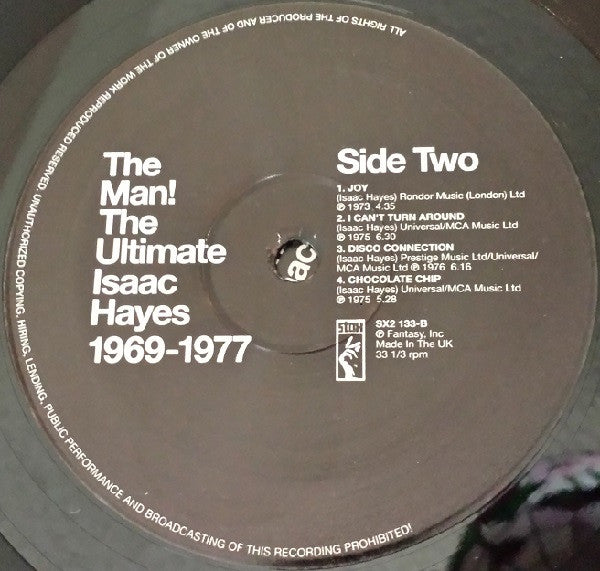 ALL RIGHTS OF THE PRODUCER AND OF THE OWNER OF THE WORK REPRODUCED RESERVED. UNAUTHORIZED COPYING, HIRING, LENDING, PUBLIC PERFORMANCE AND BROADCASTING OF THIS RECORDING PROHIBITED!
The
Man!
The
Ultimate
Isaac
Hayes
1969-1977
ac
Side Two
1. JOY
(Isaac Hayes) Rondor Music (London) Ltd
℗ 1973 4.35
2. I CAN'T TURN AROUND
(Isaac Hayes) Universal/MCA Music Ltd
℗ 1975 6.30
3. DISCO CONNECTION
(Isaac Hayes) Prestige Music Ltd/Universal/
MCA Music Ltd ℗ 1976 6.16
4. CHOCOLATE CHIP
(Isaac Hayes) Universal/MCA Music Ltd
℗ 1975 5.28
STAX
SX2 133-B
℗ Fantasy, Inc
Made In The UK
33 1/3 rpm